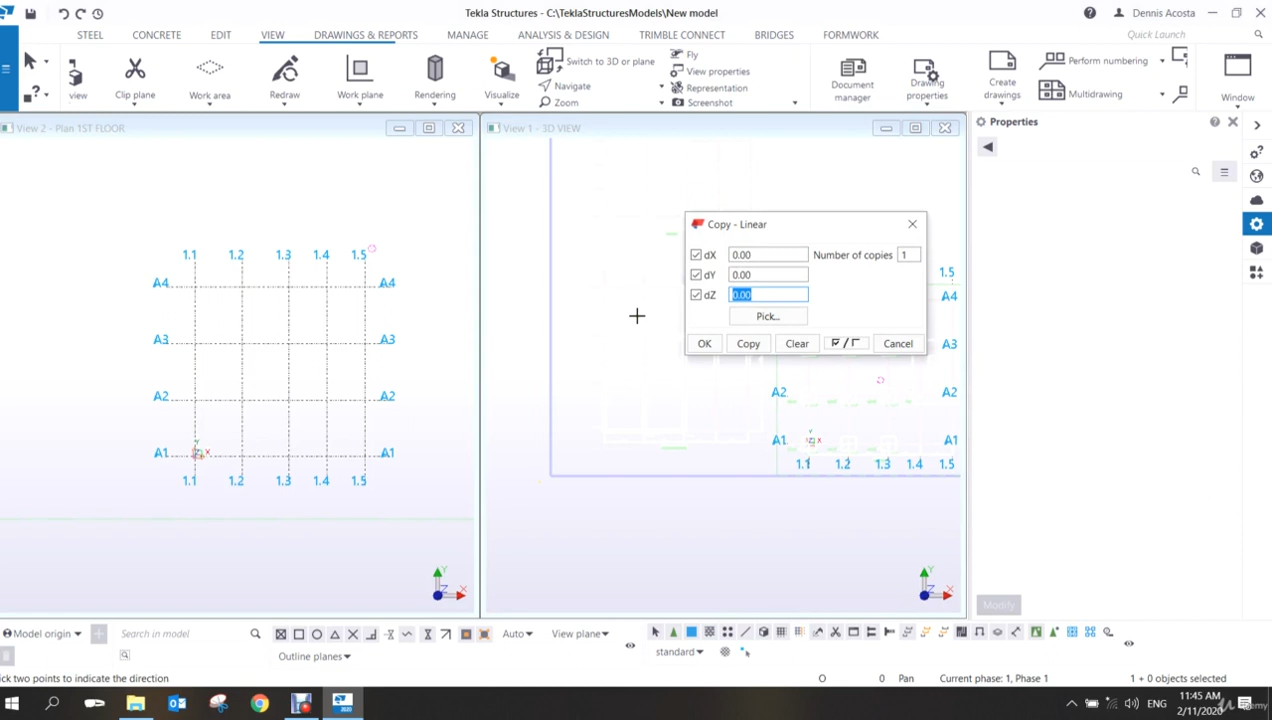 Tekla Structures - C:\TeklaStructuresModels\New model
Dennis Acosta
STEEL CONCRETE EDIT VIEW DRAWINGS & REPORTS MANAGE ANALYSIS & DESIGN TRIMBLE CONNECT BRIDGES FORMWORK
Quick Launch
view
Clip plane
Work area
Redraw
Work plane
Rendering
Visualize
Switch to 3D or plane
Navigate
Zoom
Fly
View properties
Representation
Screenshot
Document
manager
Drawing
properties
Create
drawings
Perform numbering
Multidrawing
Window
View 2 - Plan 1ST FLOOR
View 1 - 3D VIEW
Properties
1.1 1.2 1.3 1.4 1.5
A4 A4
A3 A3
A2 A2
A1 A1
1.1 1.2 1.3 1.4 1.5
Copy - Linear
dX 0.00 Number of copies 1
dY 0.00
dZ 0.00
Pick...
OK Copy Clear Cancel
1.5
A4
A3
A2 A2
A1 A1
1.1 1.2 1.3 1.4 1.5
Y
X
Z
Y
X
Z
Modify
Model origin Search in model Auto View plane
Outline planes
standard
ick two points to indicate the direction
O 0 Pan Current phase: 1, Phase 1 1 + 0 objects selected
ENG
11:45 AM
2/11/2020
Udemy